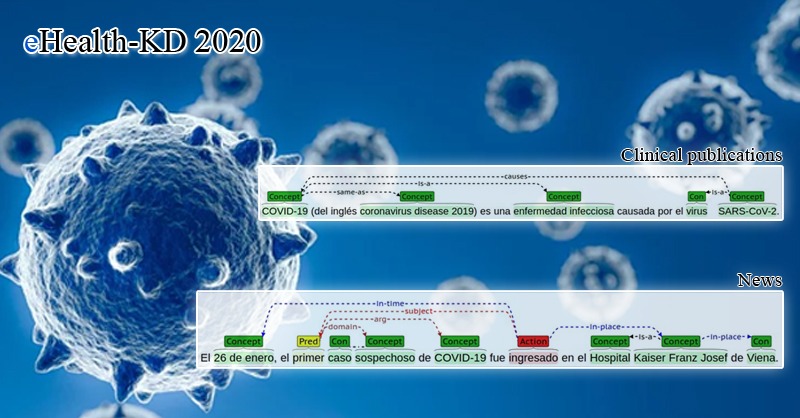 eHealth-KD 2020
Clinical publications
causes
is-a
same-as is-a
Concept Concept Concept Con Concept
COVID-19 (del inglés coronavirus disease 2019) es una enfermedad infecciosa causada por el virus SARS-CoV-2.
News
in-time
subject
arg
domain in-place is-a in-place
Concept Pred Con Concept Concept Action Concept Concept Con
El 26 de enero, el primer caso sospechoso de COVID-19 fue ingresado en el Hospital Kaiser Franz Josef de Viena.